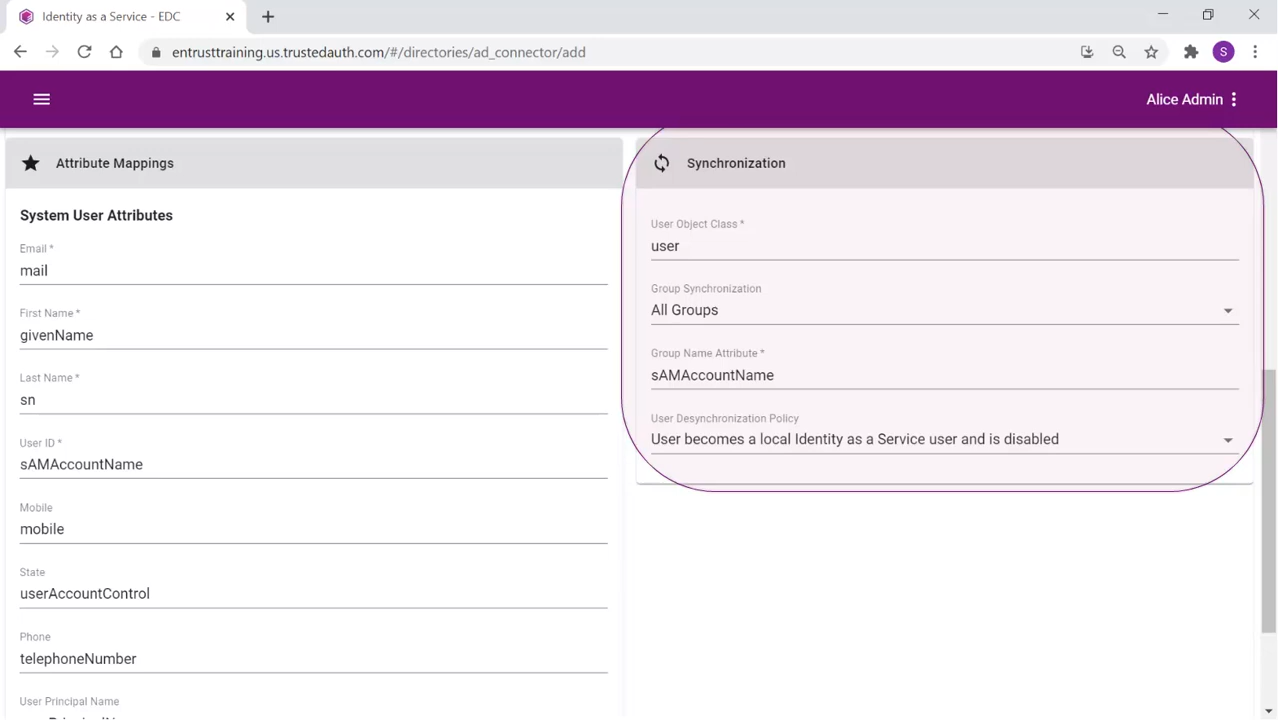 Identity as a Service - EDC
entrusttraining.us.trustedauth.com/#/directories/ad_connector/add
S
Alice Admin
Attribute Mappings
System User Attributes
Email *
mail
First Name *
givenName
Last Name *
sn
User ID *
sAMAccountName
Mobile
mobile
State
userAccountControl
Phone
telephoneNumber
User Principal Name
Synchronization
User Object Class *
user
Group Synchronization
All Groups
Group Name Attribute *
sAMAccountName
User Desynchronization Policy
User becomes a local Identity as a Service user and is disabled